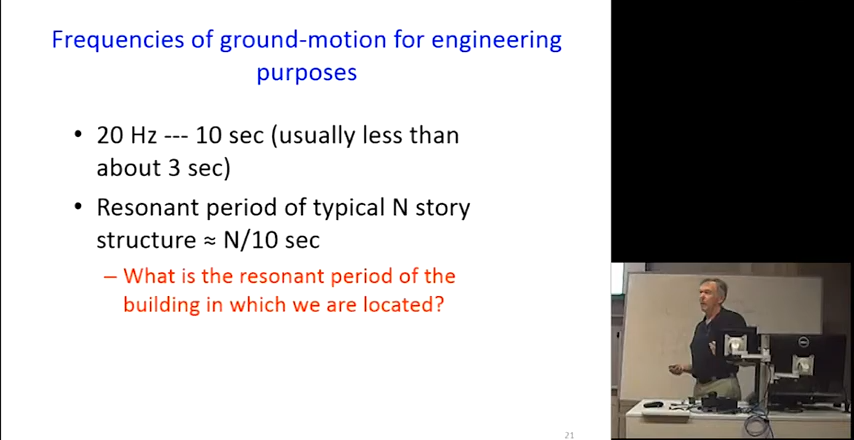 Frequencies of ground-motion for engineering
purposes
• 20 Hz --- 10 sec (usually less than
about 3 sec)
• Resonant period of typical N story
structure ≈ N/10 sec
– What is the resonant period of the
building in which we are located?
21